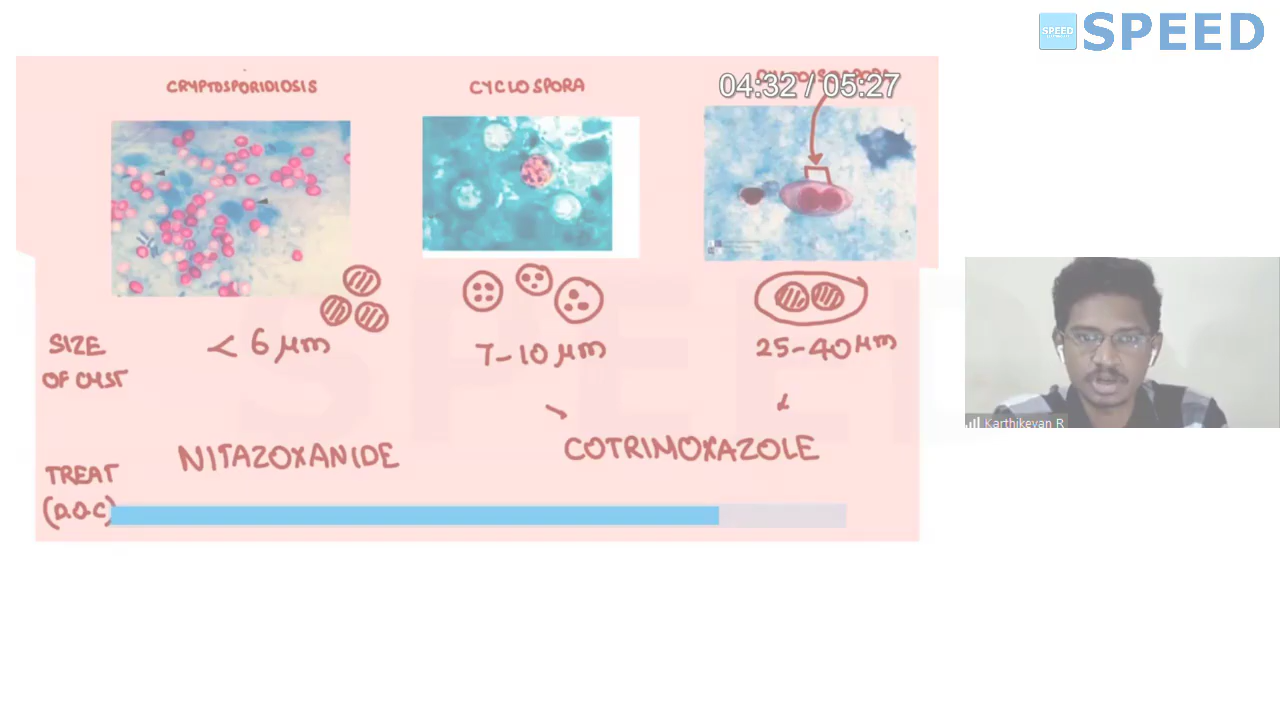 SPEED
SPEED
CRYPTOSPORIDIOSIS
CYCLOSPORA
04:32 / 05:27
SIZE OF CYST
< 6 μm
7-10 μm
25-40 μm
TREAT (D.O.C)
NITAZOXANIDE
COTRIMOXAZOLE
Karthikeyan R